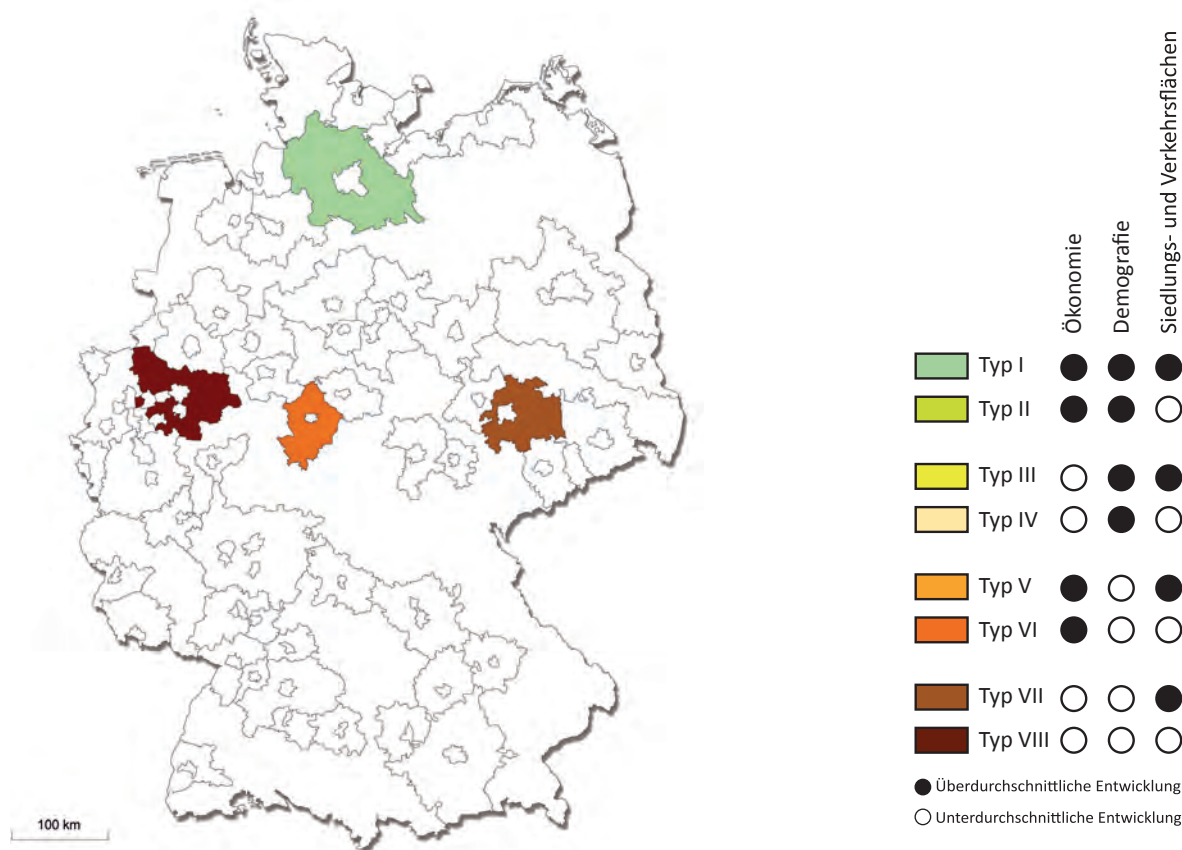 Ökonomie
Demografie
Siedlungs- und Verkehrsflächen
Typ I
Typ II
Typ III
Typ IV
Typ V
Typ VI
Typ VII
Typ VIII
Überdurchschnittliche Entwicklung
Unterdurchschnittliche Entwicklung
100 km